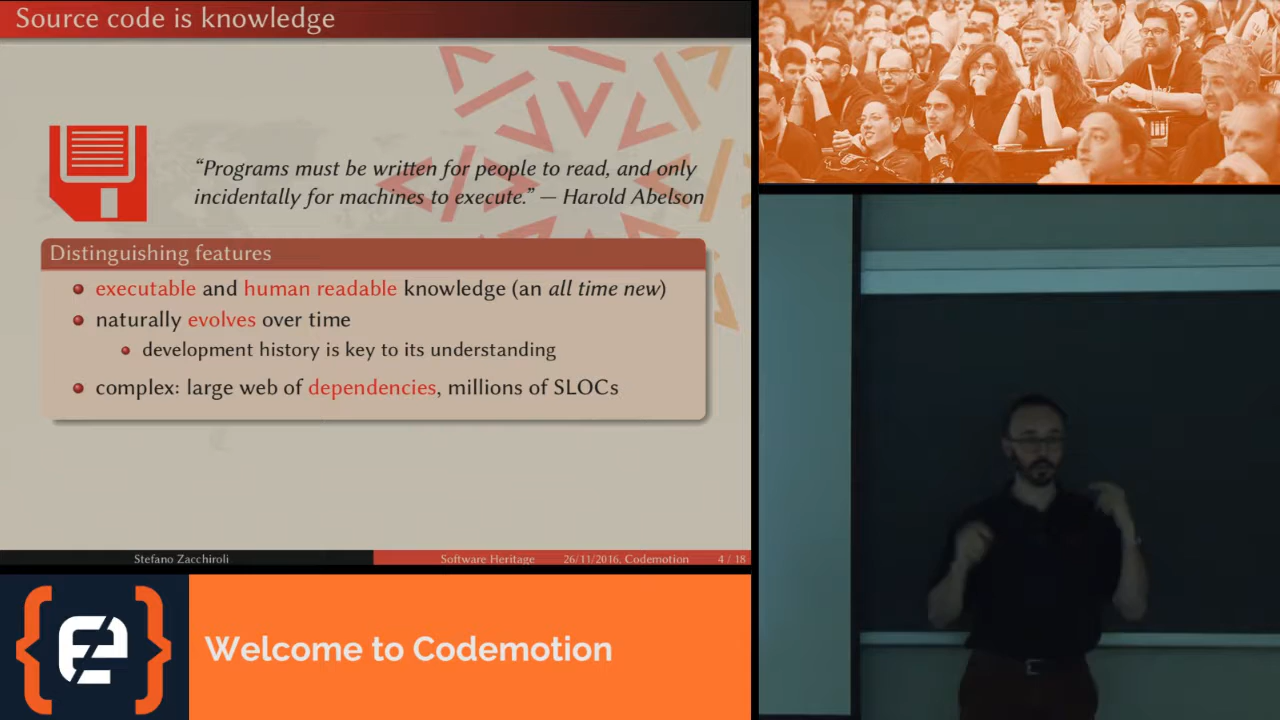 Source code is knowledge
“Programs must be written for people to read, and only
incidentally for machines to execute.” — Harold Abelson
Distinguishing features
executable and human readable knowledge (an all time new)
naturally evolves over time
development history is key to its understanding
complex: large web of dependencies, millions of SLOCs
Stefano Zacchiroli
Software Heritage
26/11/2016, Codemotion
4 / 18
Welcome to Codemotion